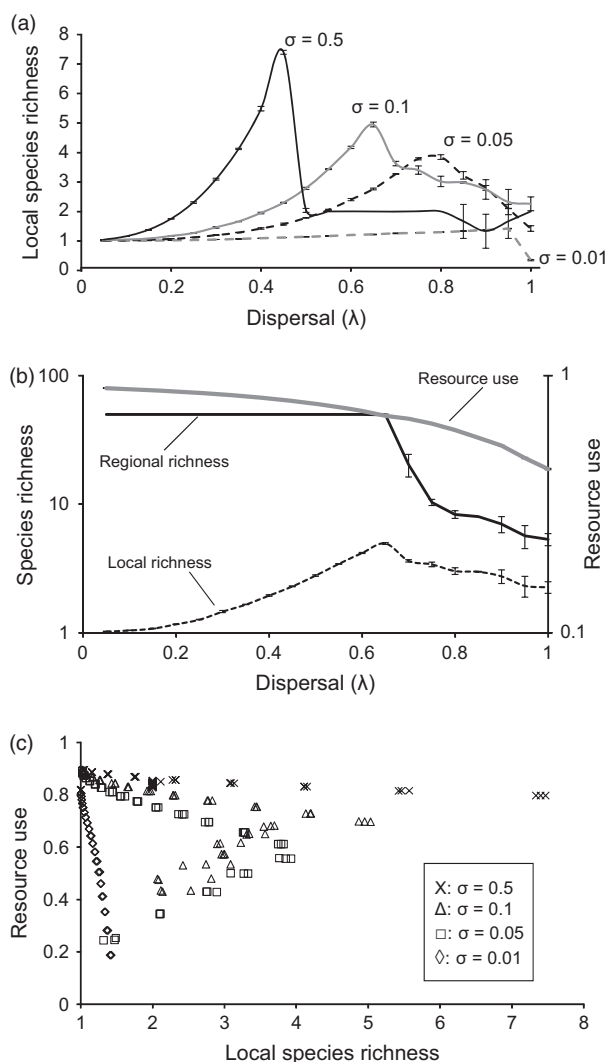 (a)
8
7
6
5
4
3
2
1
0
Local species richness
σ = 0.5
σ = 0.1
σ = 0.05
σ = 0.01
0 0.2 0.4 0.6 0.8 1
Dispersal (λ)
(b)
100
10
1
Species richness
Resource use
Regional richness
Local richness
1
0.1
Resource use
0 0.2 0.4 0.6 0.8 1
Dispersal (λ)
(c)
1
0.8
0.6
0.4
0.2
0
Resource use
X: σ = 0.5
Δ: σ = 0.1
□: σ = 0.05
◊: σ = 0.01
1 2 3 4 5 6 7 8
Local species richness